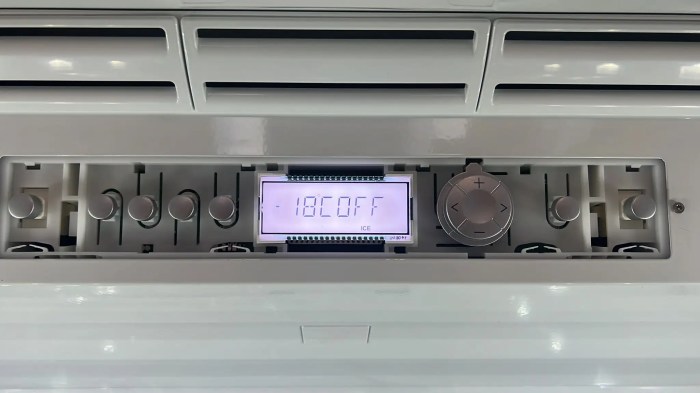 -18COFF
ICE
+
< >
−